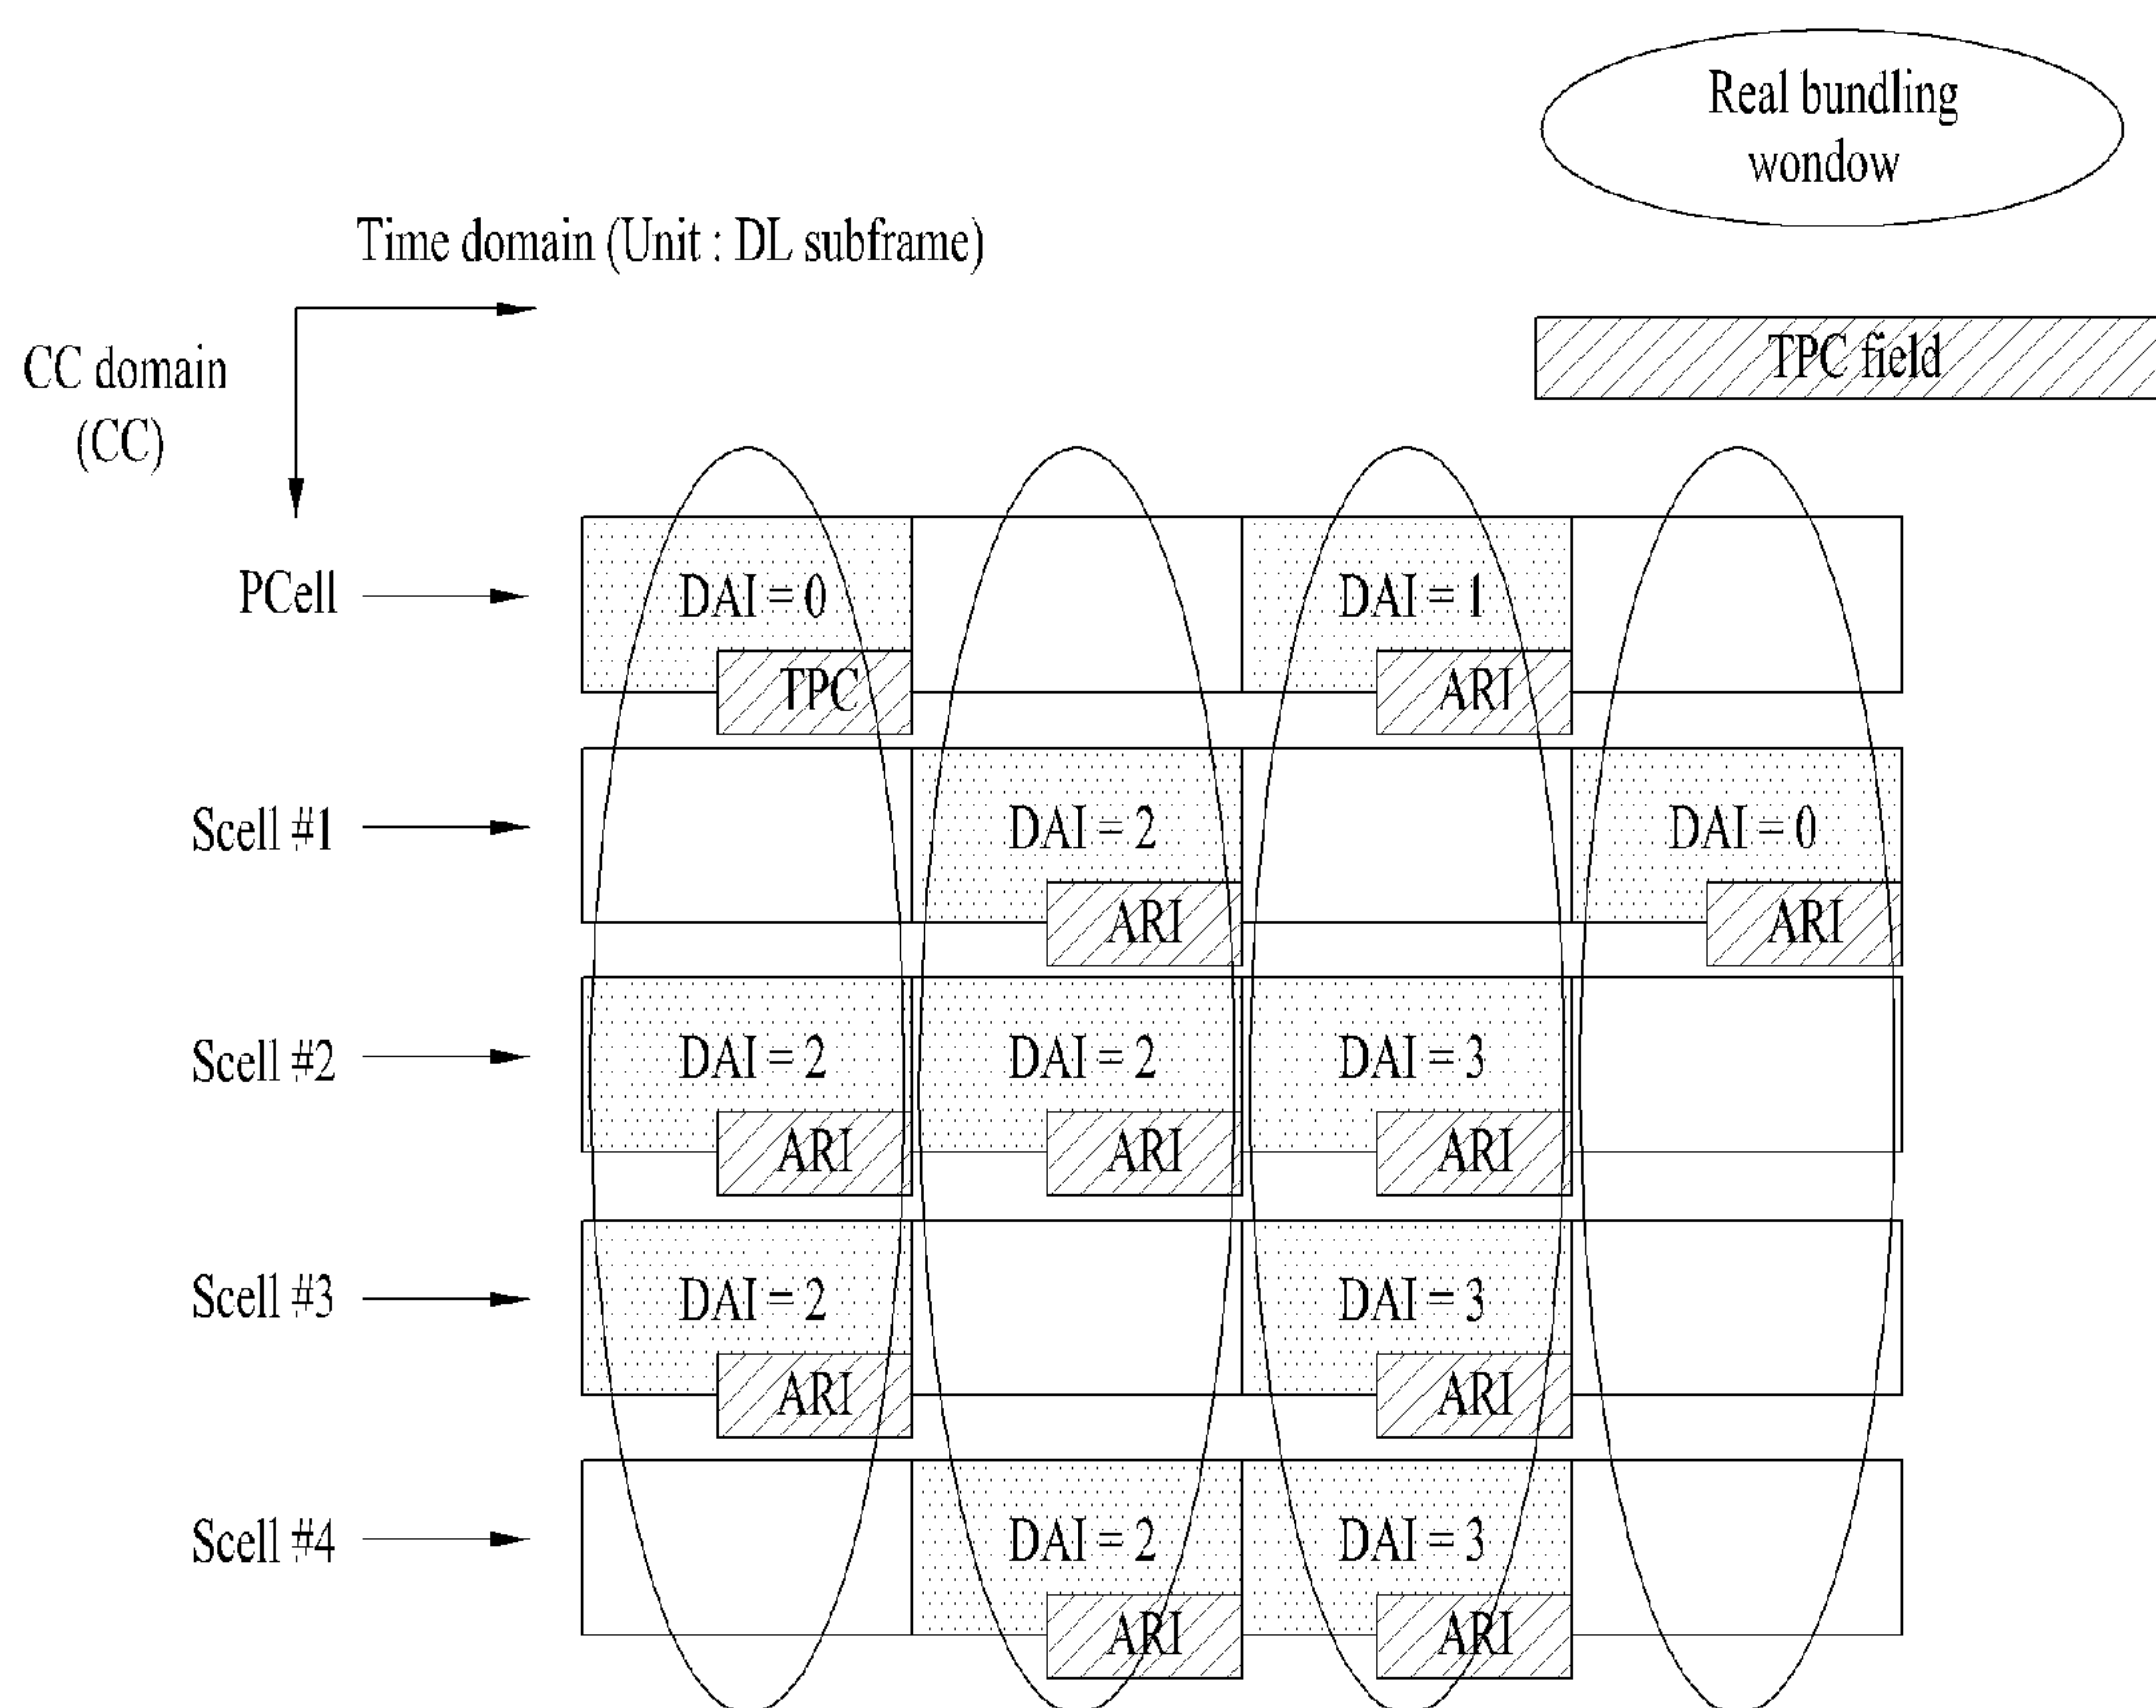 Real bundling
wondow
Time domain (Unit : DL subframe)
TPC field
CC domain
(CC)
PCell
DAI = 0
DAI = 1
TPC
ARI
Scell #1
DAI = 2
DAI = 0
ARI
ARI
Scell #2
DAI = 2
DAI = 2
DAI = 3
ARI
ARI
ARI
Scell #3
DAI = 2
DAI = 3
ARI
ARI
Scell #4
DAI = 2
DAI = 3
ARI
ARI